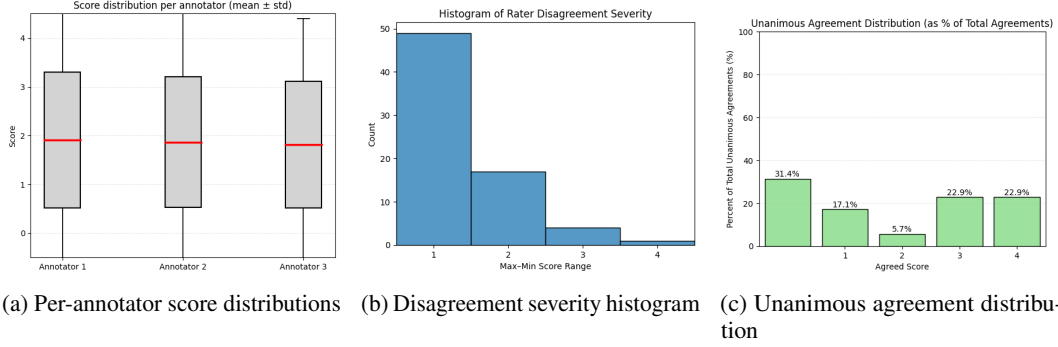 Score distribution per annotator (mean ± std)
Score
4
3
2
1
0
Annotator 1
Annotator 2
Annotator 3
Histogram of Rater Disagreement Severity
Count
50
40
30
20
10
0
1
2
3
4
Max–Min Score Range
Unanimous Agreement Distribution (as % of Total Agreements)
Percent of Total Unanimous Agreements (%)
100
80
60
40
20
0
31.4%
17.1%
5.7%
22.9%
22.9%
1
2
3
4
Agreed Score
(a) Per-annotator score distributions
(b) Disagreement severity histogram
(c) Unanimous agreement distribu-
tion